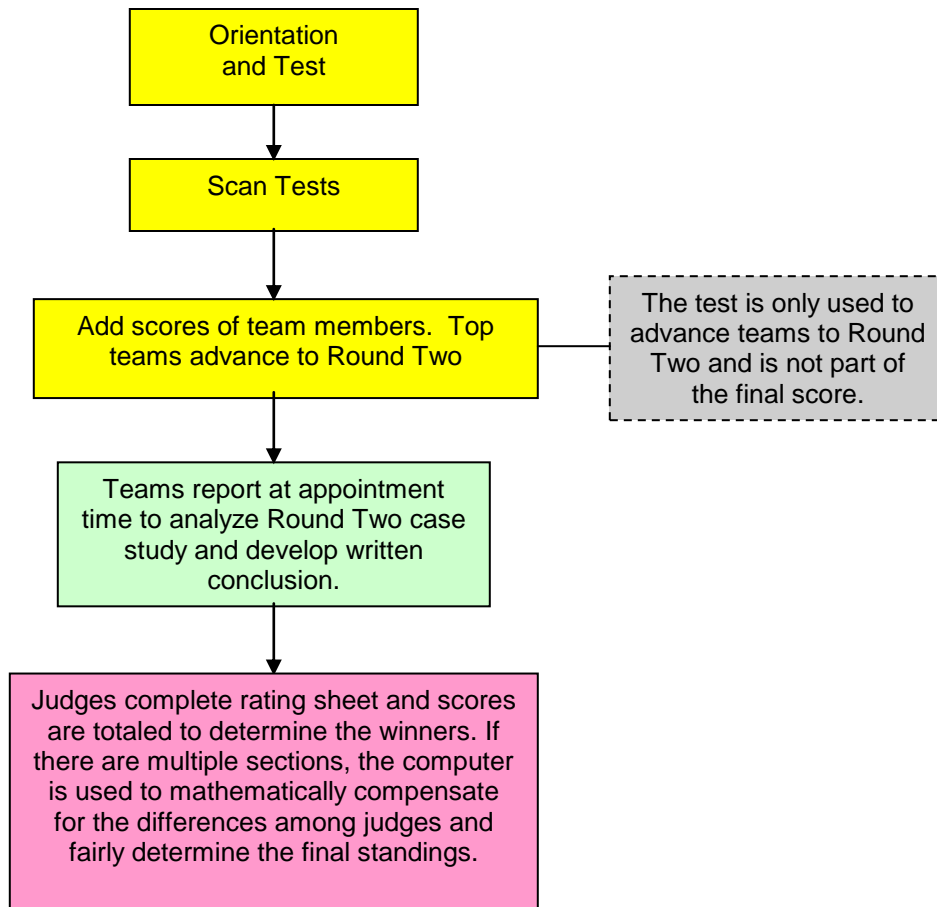 Orientation
and Test
Scan Tests
Add scores of team members.  Top
teams advance to Round Two
The test is only used to
advance teams to Round
Two and is not part of
the final score.
Teams report at appointment
time to analyze Round Two case
study and develop written
conclusion.
Judges complete rating sheet and scores
are totaled to determine the winners. If
there are multiple sections, the computer
is used to mathematically compensate
for the differences among judges and
fairly determine the final standings.